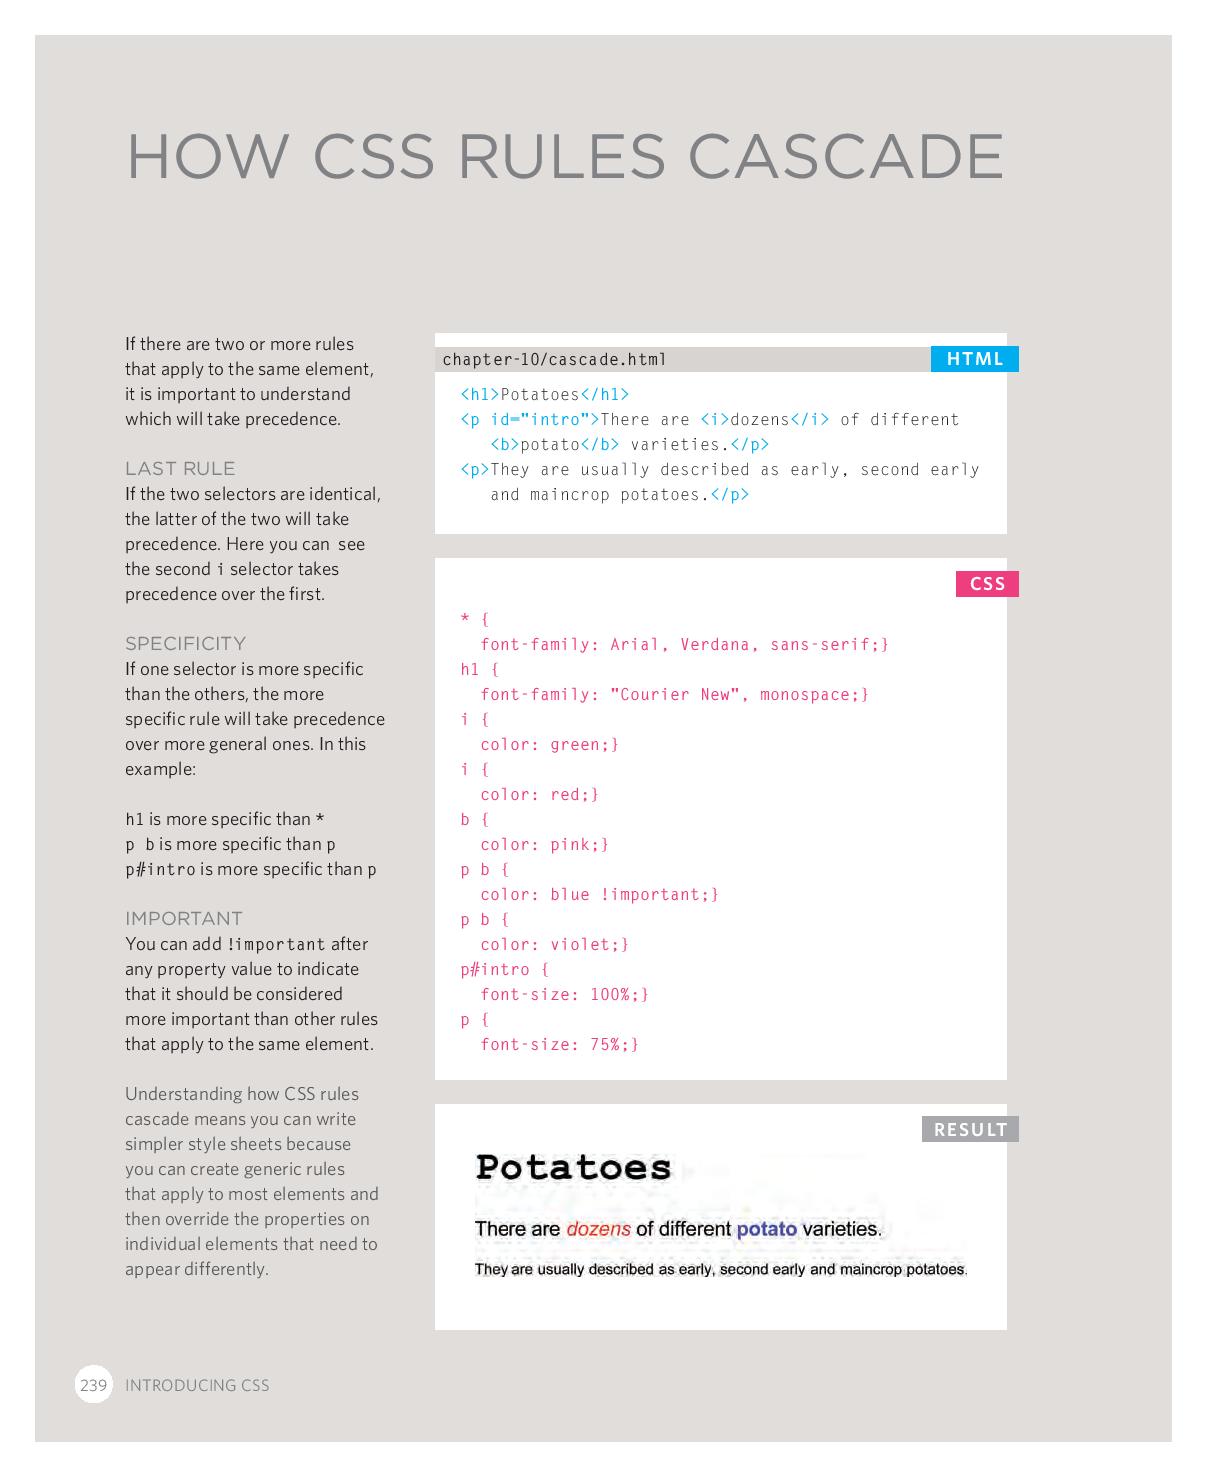 HOW CSS RULES CASCADE
If there are two or more rules
that apply to the same element,
it is important to understand
which will take precedence.
LAST RULE
If the two selectors are identical,
the latter of the two will take
precedence. Here you can see
the second i selector takes
precedence over the first.
SPECIFICITY
If one selector is more specific
than the others, the more
specific rule will take precedence
over more general ones. In this
example:
h1 is more specific than *
p b is more specific than p
p#intro is more specific than p
IMPORTANT
You can add !important after
any property value to indicate
that it should be considered
more important than other rules
that apply to the same element.
Understanding how CSS rules
cascade means you can write
simpler style sheets because
you can create generic rules
that apply to most elements and
then override the properties on
individual elements that need to
appear differently.
chapter-10/cascade.html
HTML
<h1>Potatoes</h1>
<p id="intro">There are <i>dozens</i> of different
<b>potato</b> varieties.</p>
<p>They are usually described as early, second early
and maincrop potatoes.</p>
CSS
* {
font-family: Arial, Verdana, sans-serif;}
h1 {
font-family: "Courier New", monospace;}
i {
color: green;}
i {
color: red;}
b {
color: pink;}
p b {
color: blue !important;}
p b {
color: violet;}
p#intro {
font-size: 100%;}
p {
font-size: 75%;}
RESULT
Potatoes
There are dozens of different potato varieties.
They are usually described as early, second early and maincrop potatoes.
239 INTRODUCING CSS